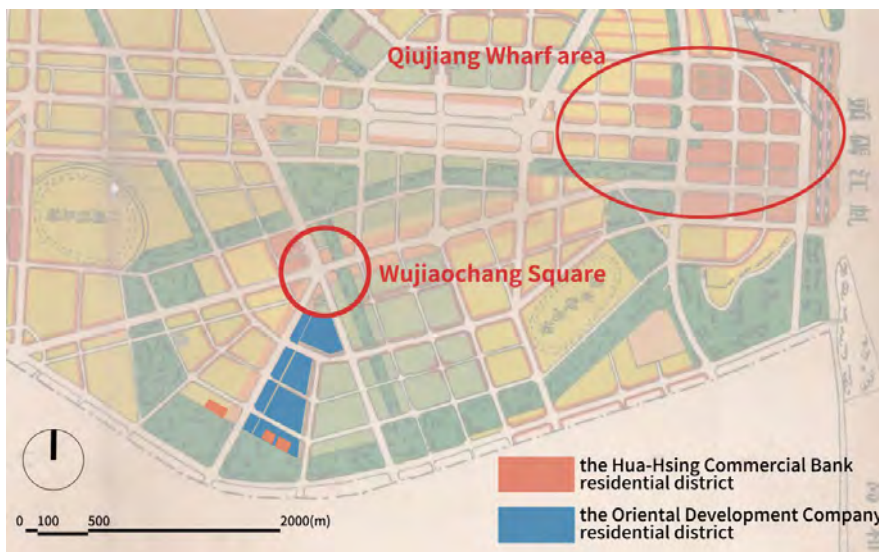 Qiujiang Wharf area
Wujiaochang Square
the Hua-Hsing Commercial Bank
residential district
the Oriental Development Company
residential district
0 100 500 2000(m)